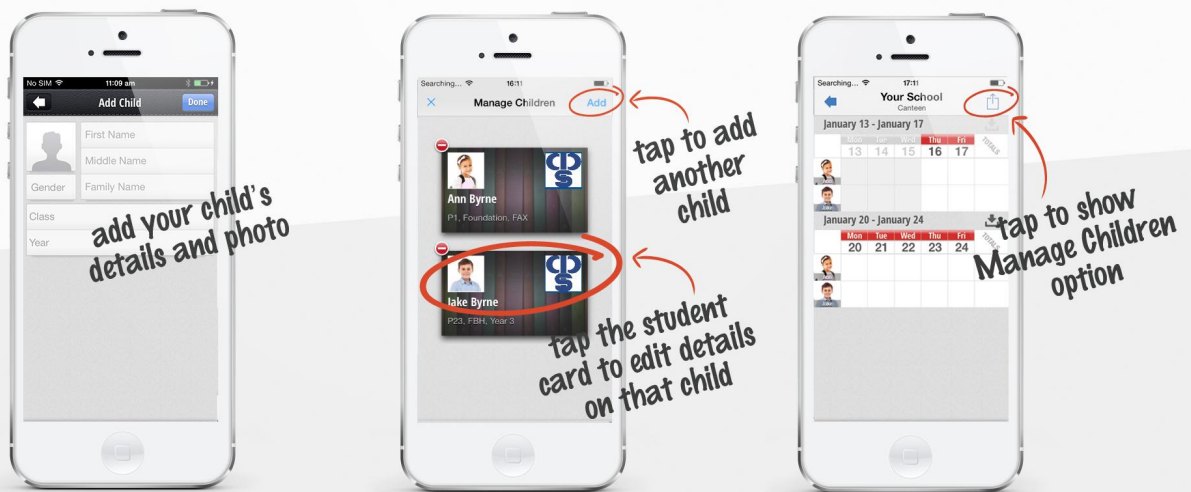 No SIM 11:09 am
Add Child Done
First Name
Middle Name
Gender Family Name
Class
Year
add your child's
details and photo
Searching... 16:11
× Manage Children Add
Ann Byrne
P1, Foundation, FAX
Jake Byrne
P23, FBH, Year 3
tap to add
another
child
tap the student
card to edit details
on that child
Searching... 17:11
Your School
Canteen
January 13 - January 17
Mon Tue Wed Thu Fri TOTALS
13 14 15 16 17
Jake
January 20 - January 24
Mon Tue Wed Thu Fri TOTALS
20 21 22 23 24
Jake
tap to show
Manage Children
option